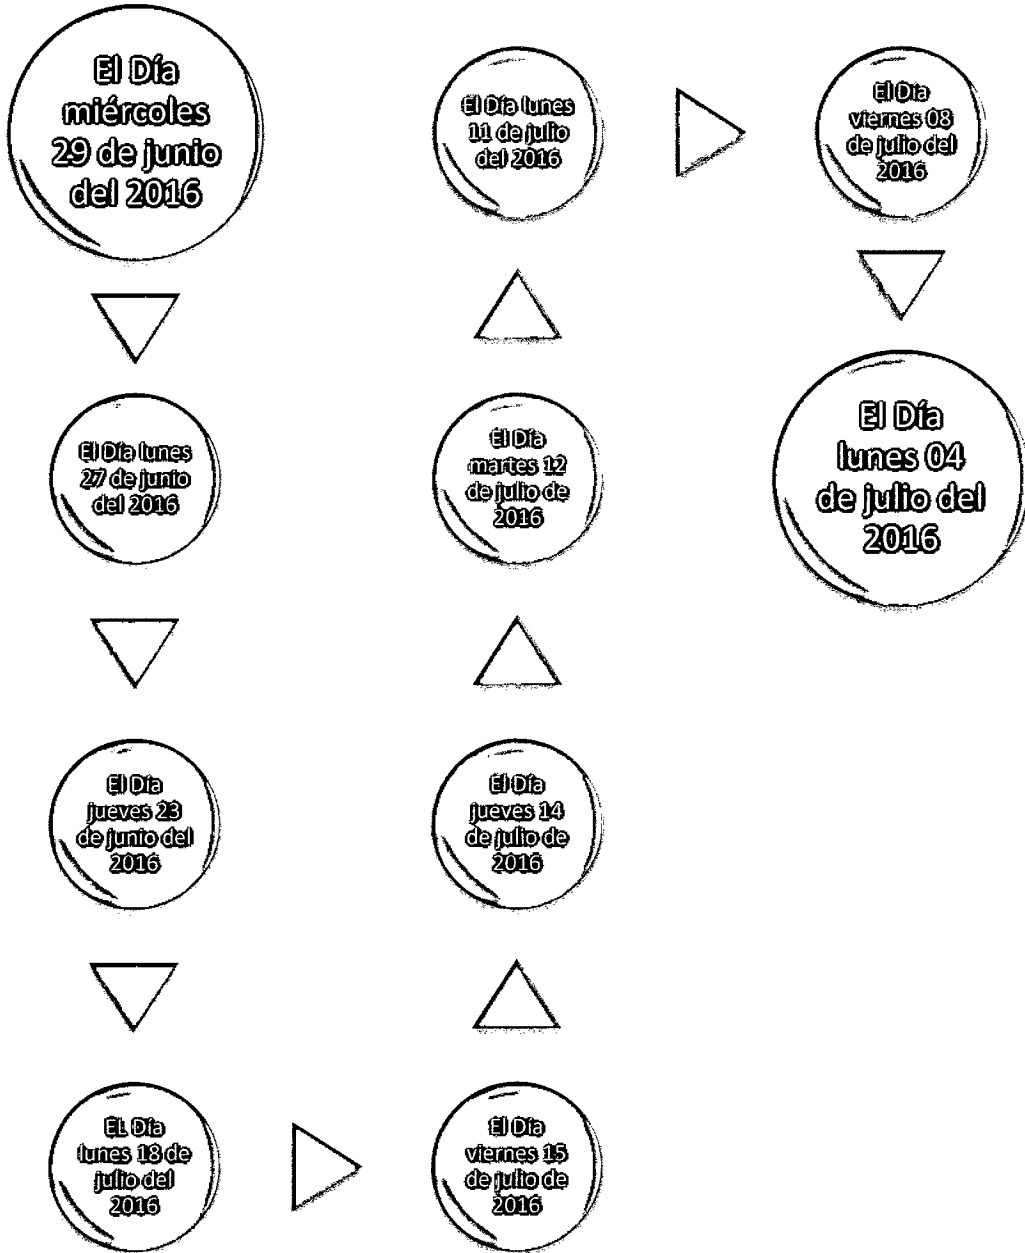 El Día
miércoles
29 de junio
del 2016
El Día lunes
27 de junio
del 2016
El Día
jueves 23
de junio del
2016
EL Día
lunes 18 de
julio del
2016
El Día
viernes 15
de julio de
2016
El Día
jueves 14
de julio de
2016
El Día
martes 12
de julio de
2016
El Día lunes
11 de julio
del 2016
El Día
viernes 08
de julio del
2016
El Día
lunes 04
de julio del
2016